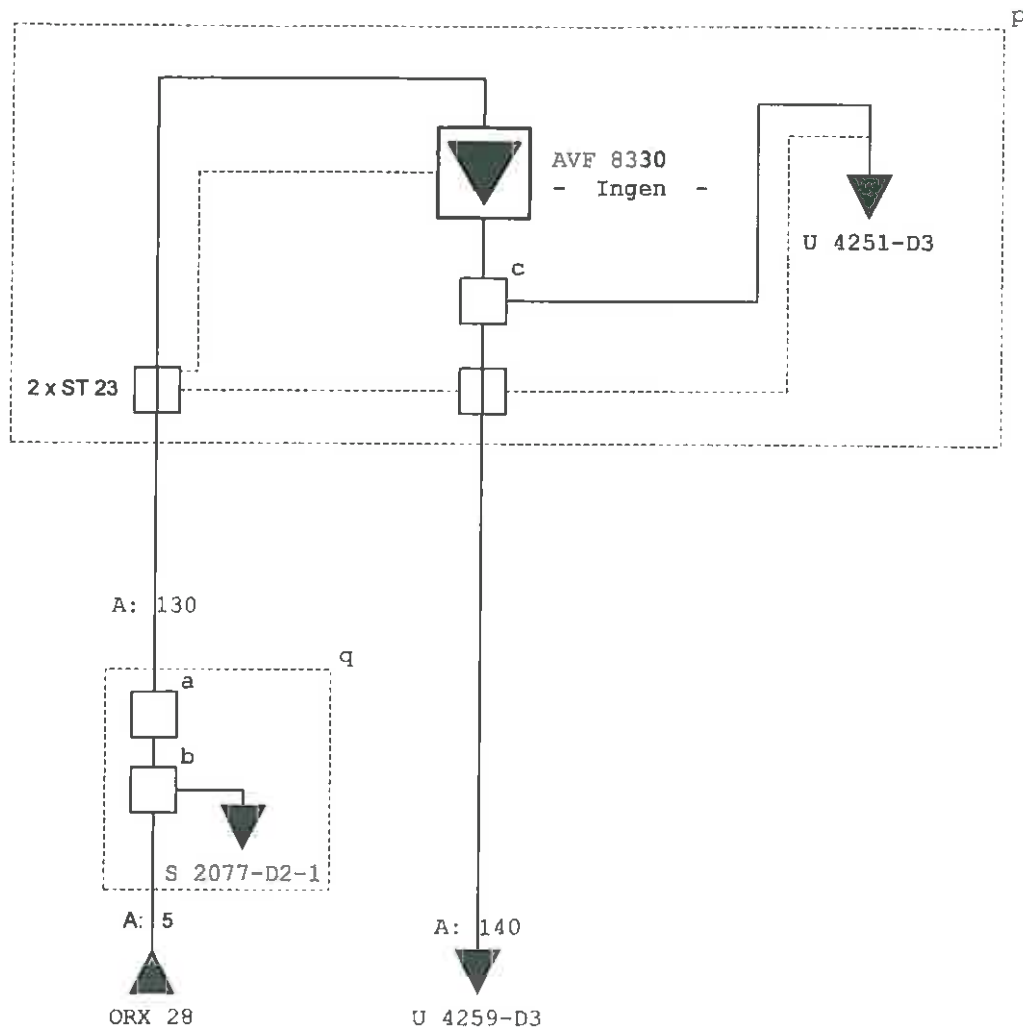 p
AVF 8330
- Ingen -
U 4251-D3
c
2 x ST 23
A: 130
q
a
b
S 2077-D2-1
A: 5
A: 140
ORX 28
U 4259-D3